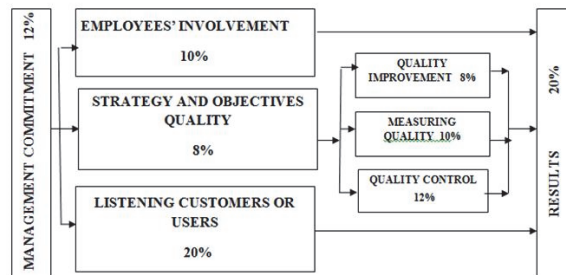 MANAGEMENT COMMITMENT 12%
EMPLOYEES' INVOLVEMENT
10%
STRATEGY AND OBJECTIVES
QUALITY
8%
LISTENING CUSTOMERS OR
USERS
20%
QUALITY
IMPROVEMENT 8%
MEASURING
QUALITY 10%
QUALITY CONTROL
12%
RESULTS 20%